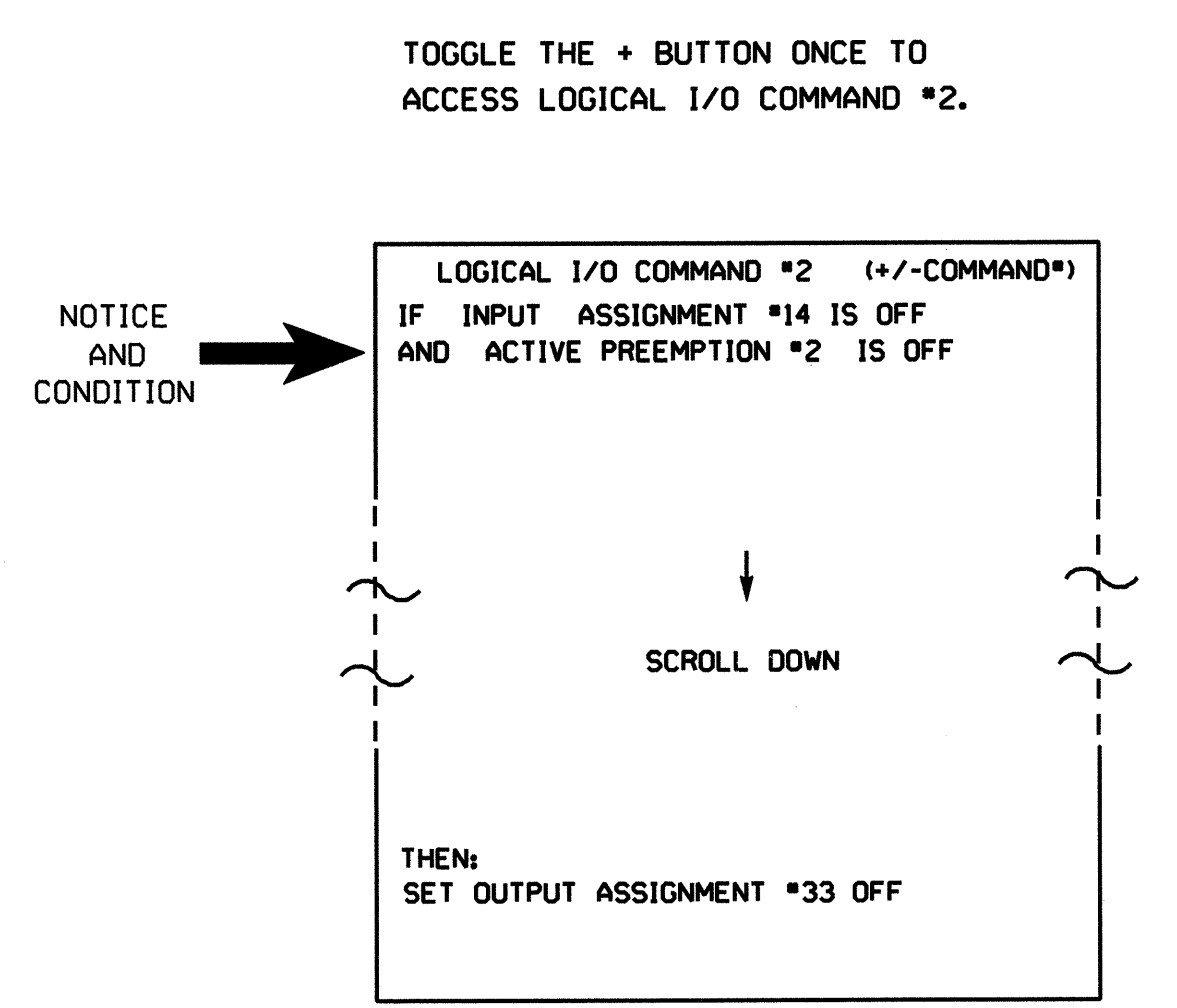 TOGGLE THE + BUTTON ONCE TO
ACCESS LOGICAL I/O COMMAND #2.
LOGICAL I/O COMMAND #2 (+/-COMMAND#)
NOTICE
AND
CONDITION
IF INPUT ASSIGNMENT #14 IS OFF
AND ACTIVE PREEMPTION #2 IS OFF
SCROLL DOWN
THEN:
SET OUTPUT ASSIGNMENT #33 OFF